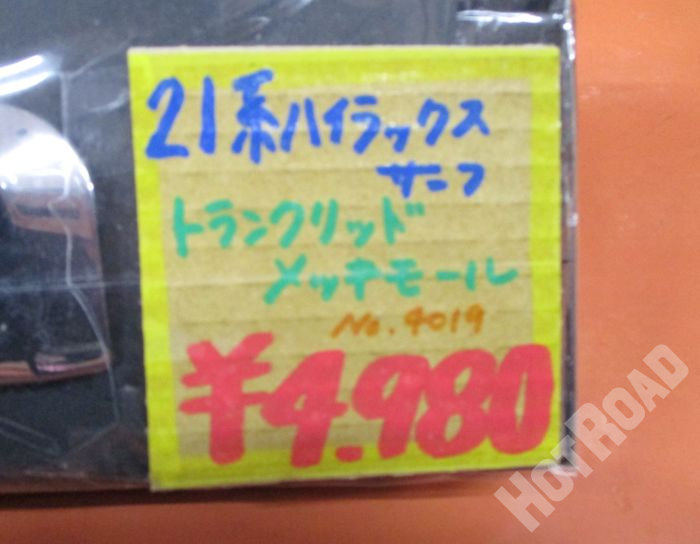 21系ハイラックス
サーフ
トランクリッド
メッキモール
No.4019
¥4.980
HOTROAD